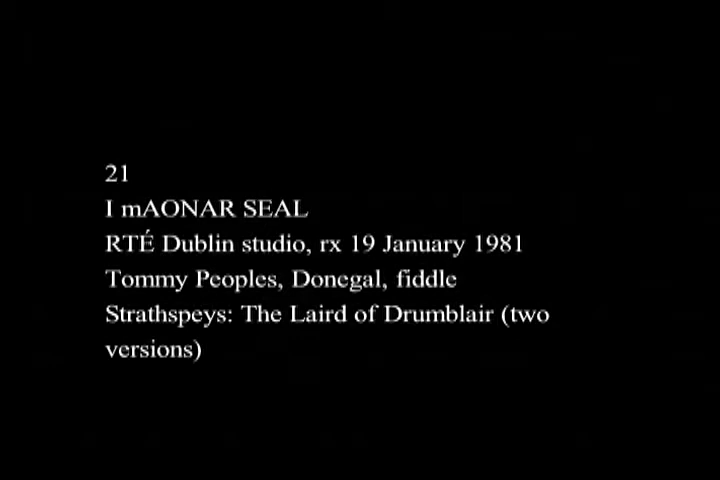 21
I mAONAR SEAL
RTÉ Dublin studio, rx 19 January 1981
Tommy Peoples, Donegal, fiddle
Strathspeys: The Laird of Drumblair (two
versions)